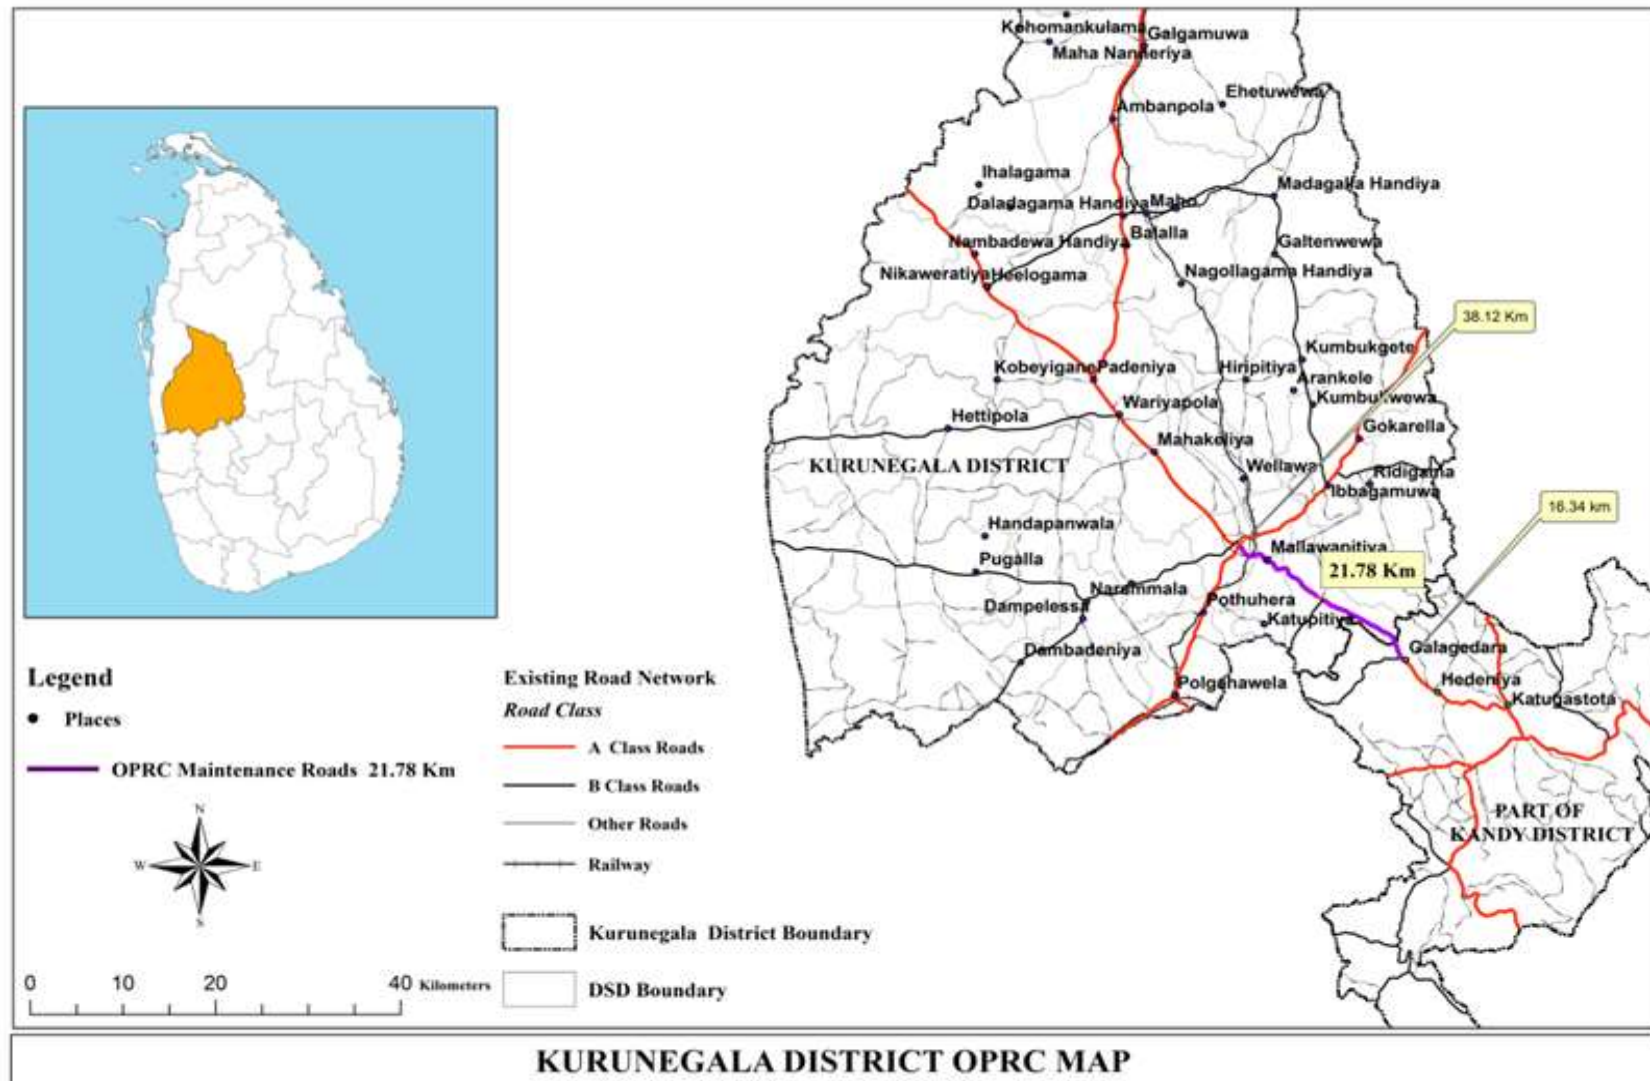 Kohomankulama
Galgamuwa
Maha Nanneriya
Ehetuwewa
Ambanpola
Ihalagama
Madagalla Handiya
Daladagama Handiya
Maho
Nambadewa Handiya
Balalla
Galtenwewa
Nikaweratiya
Heelogama
Nagollagama Handiya
38.12 Km
Kumbukgete
Kobeyigane
Padeniya
Hiripitiya
Arankele
Wariyapola
Kumbukwewa
Hettipola
Gokarella
Mahakeliya
KURUNEGALA DISTRICT
Wellawa
Ridigama
Ibbagamuwa
16.34 km
Handapanwala
Mallawapitiya
Pugalla
21.78 Km
Narammala
Dampelessa
Pothuhera
Katupitiya
Dambadeniya
Galagedara
Polgahawela
Hedeniya
Katugastota
PART OF
KANDY DISTRICT
Legend
Places
OPRC Maintenance Roads 21.78 Km
N
W
E
S
0 10 20 40 Kilometers
Existing Road Network
Road Class
A Class Roads
B Class Roads
Other Roads
Railway
Kurunegala District Boundary
DSD Boundary
KURUNEGALA DISTRICT OPRC MAP